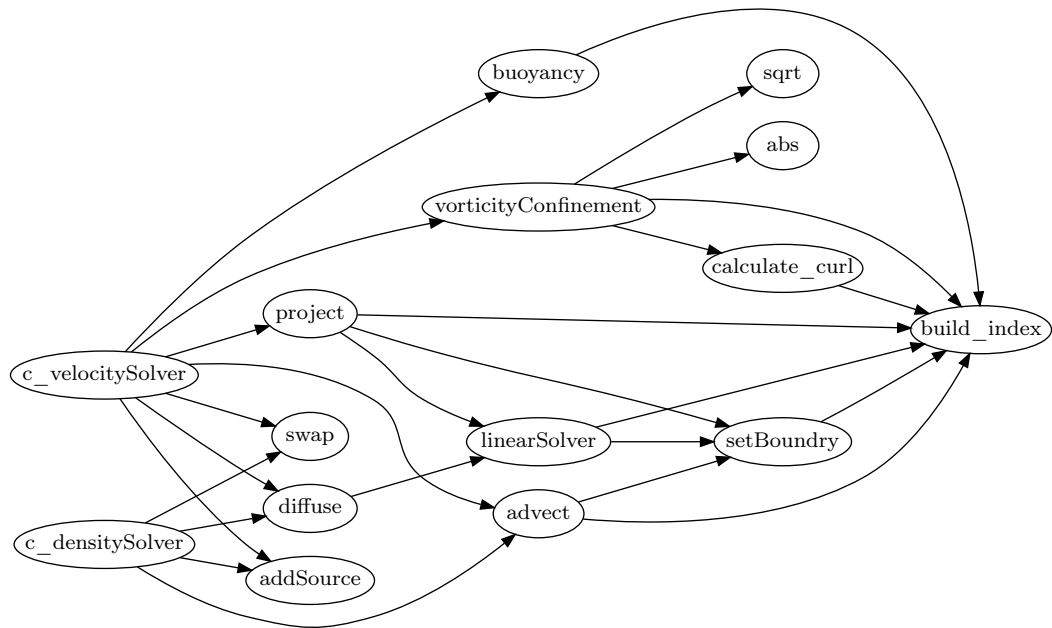 buoyancy
sqrt
abs
vorticityConfinement
calculate_curl
project
build_index
c_velocitySolver
swap
linearSolver
setBoundry
diffuse
advect
c_densitySolver
addSource